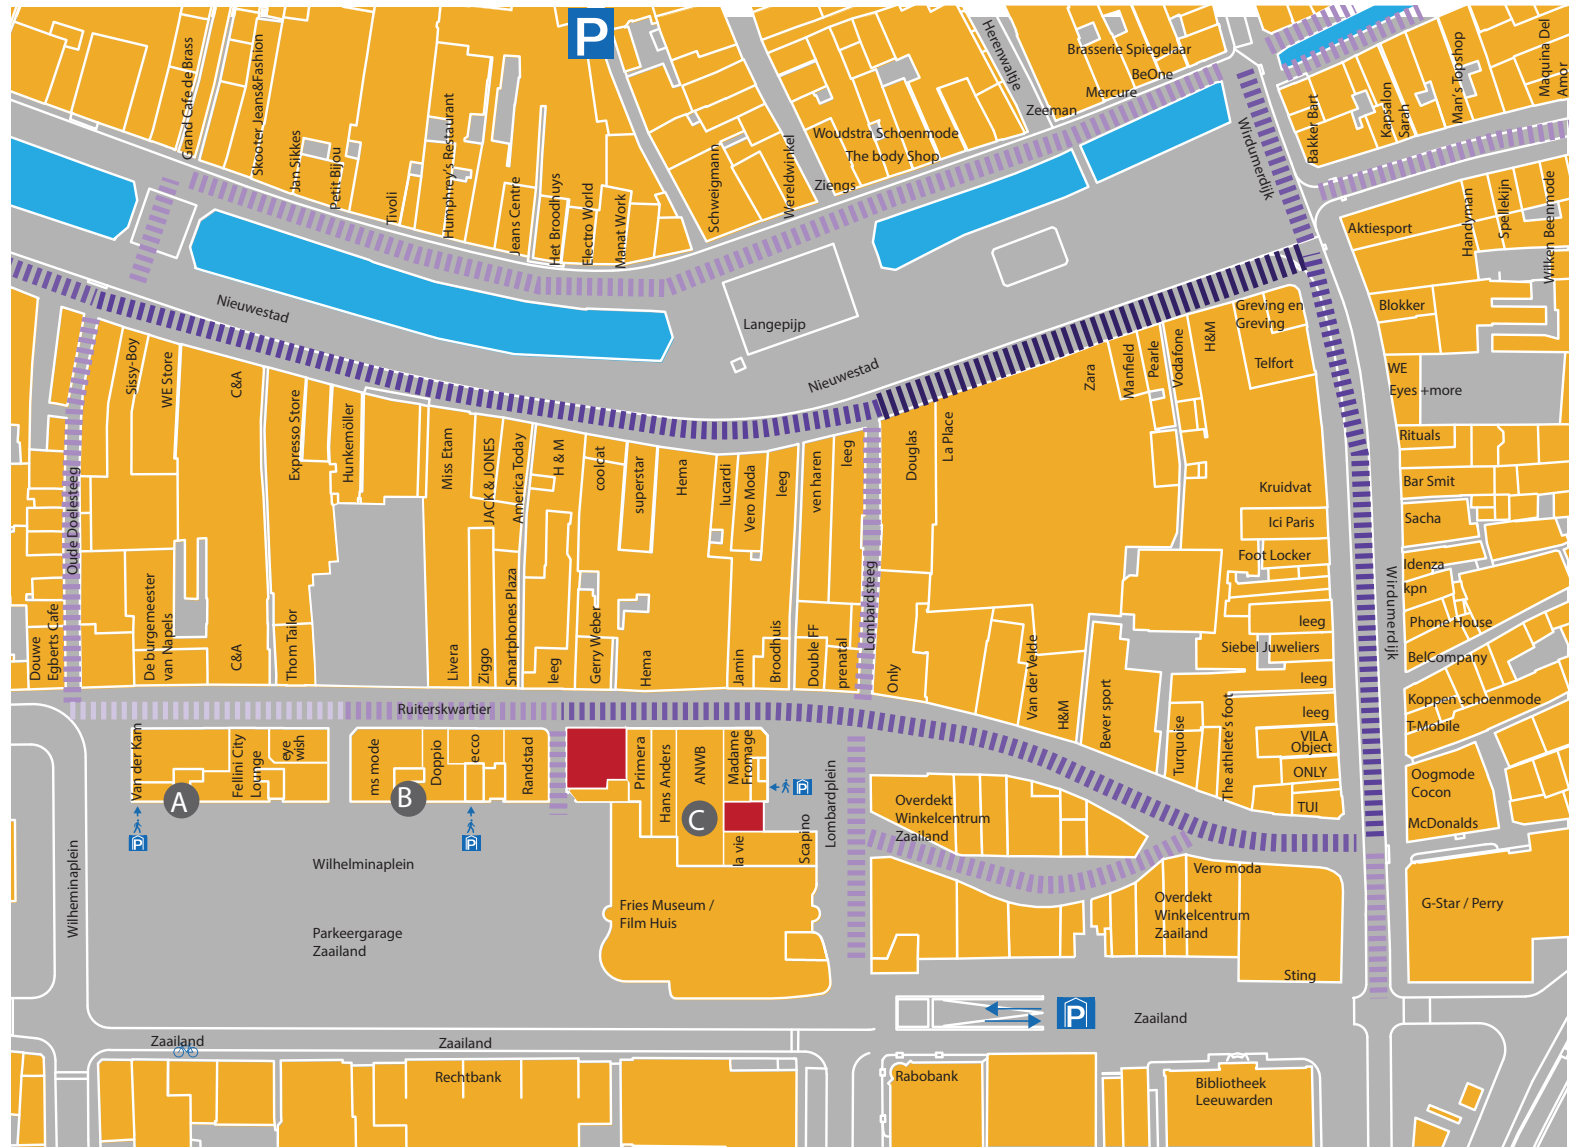 P
Grand Cafe de Brass
Skooter Jeans&Fashion
Jan Sikkes
Petit Bijou
Tivoli
Humphrey's Restaurant
Jeans Centre
Het Broodhuys
Electro World
Manat Work
Schweigmann
Wereldwinkel
Ziengs
The body Shop
Woudstra Schoenmode
Herenwaltje
Zeeman
Mercure
BeOne
Brasserie Spiegelaar
Wirdumerdijk
Bakker Bart
Kapsalon
Sarah
Man's Topshop
Maquina Del
Amor
Aktiesport
Handyman
Spellekijn
Wilken Beenmode
Nieuwestad
Langepijp
Nieuwestad
Blokker
WE
Eyes +more
Rituals
Bar Smit
Sacha
Idenza
kpn
Phone House
BelCompany
Koppen schoenmode
T-Mobile
Oogmode
Cocon
McDonalds
G-Star / Perry
Wirdumerdijk
Sissy-Boy
WE Store
C&A
Expresso Store
Hunkemöller
Miss Etam
JACK & JONES
America Today
H & M
coolcat
superstar
Hema
lucardi
Vero Moda
leeg
ven haren
leeg
Douglas
La Place
Zara
Manfield
Pearle
Vodafone
H&M
Greving en
Greving
Telfort
Kruidvat
Ici Paris
Foot Locker
leeg
Siebel Juweliers
leeg
leeg
VILA
Object
ONLY
TUI
Oude Doelesteeg
Lombardsteeg
Douwe
Egberts Cafe
De burgemeester
van Napels
C&A
Thom Tailor
Livera
Ziggo
Smartphones Plaza
leeg
Gerry Weber
Hema
Jamin
Broodhuis
Double FF
prenatal
Only
Van der Velde
H&M
Bever sport
Turquoise
The athlete's foot
Ruiterskwartier
Van der Kam
Fellini City
Lounge
eye
wish
ms mode
Doppio
ecco
Randstad
Primera
Hans Anders
ANWB
Madame
Fromage
la vie
Scapino
Lombardplein
A
B
C
P
P
P
Overdekt
Winkelcentrum
Zaailand
Vero moda
Overdekt
Winkelcentrum
Zaailand
Sting
Wilheminaplein
Wilhelminaplein
Parkeergarage
Zaailand
Fries Museum /
Film Huis
P
Zaailand
Zaailand
Zaailand
Rechtbank
Rabobank
Bibliotheek
Leeuwarden